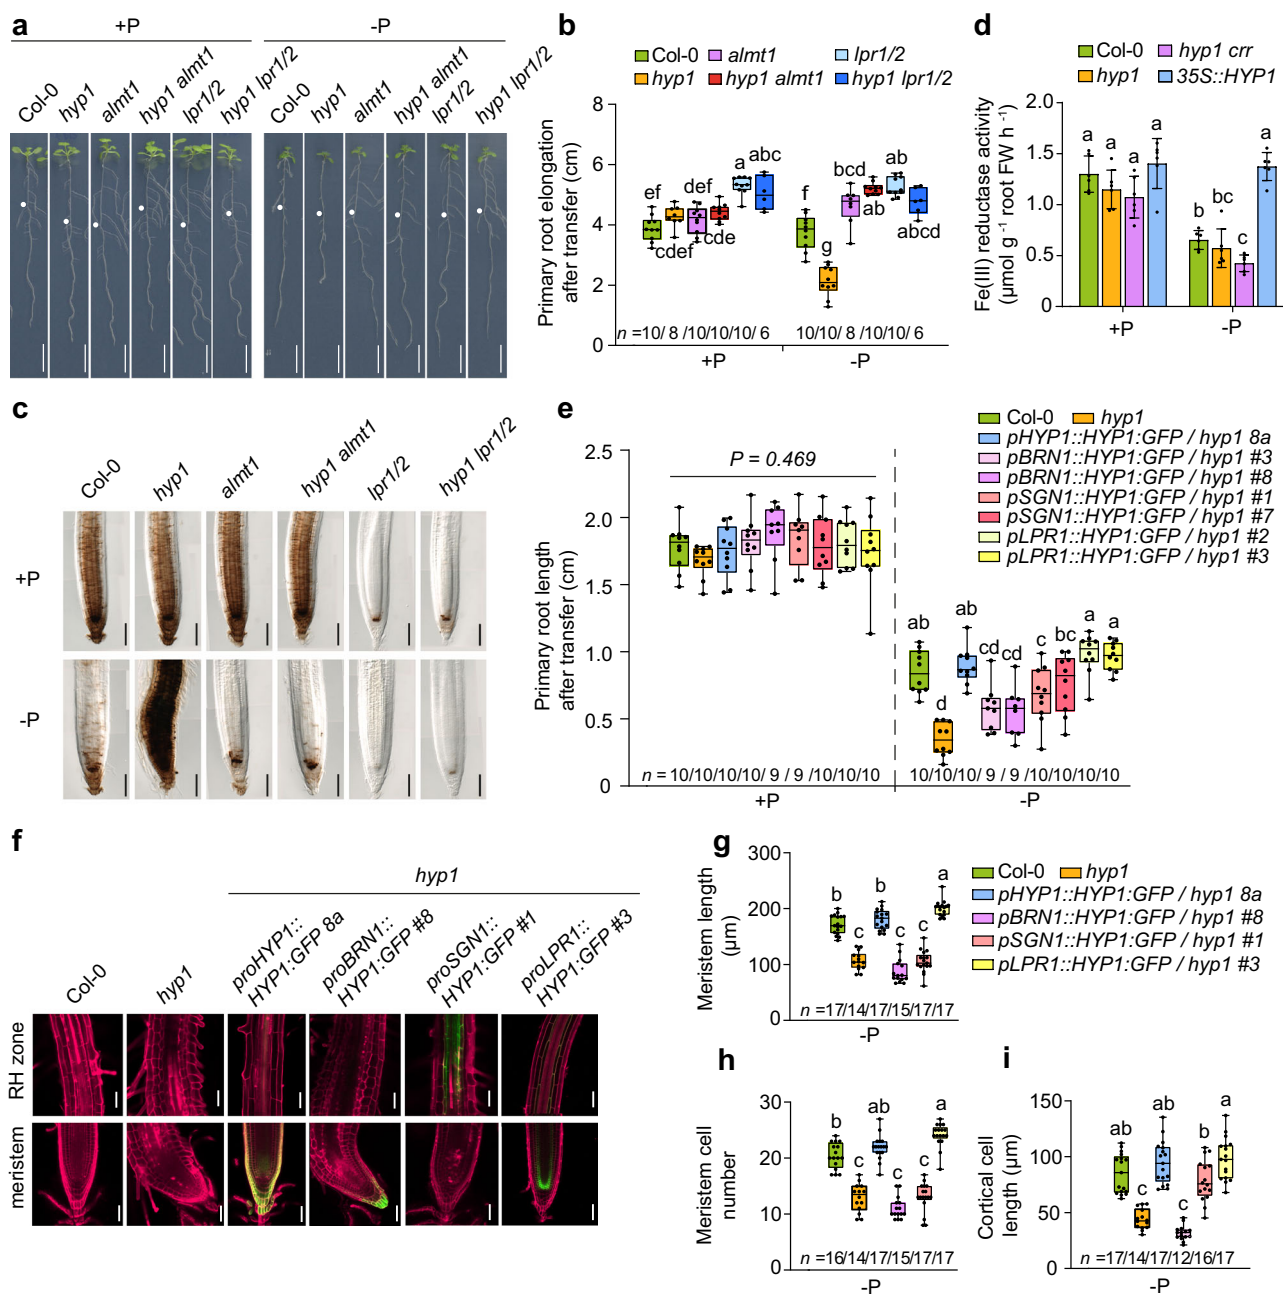 a
+P
-P
Col-0
hyp1
almt1
hyp1 almt1
lpr1/2
hyp1 lpr1/2
Col-0
hyp1
almt1
hyp1 almt1
lpr1/2
hyp1 lpr1/2
b
Col-0
almt1
lpr1/2
hyp1
hyp1 almt1
hyp1 lpr1/2
Primary root elongation
after transfer (cm)
8
6
4
2
0
ef
cdef
def
cde
a
abc
f
g
bcd
ab
ab
abcd
n =10/ 8 /10/10/10/ 6
10/10/ 8 /10/10/ 6
+P
-P
d
Col-0
hyp1 crr
hyp1
35S::HYP1
Fe(III) reductase activity
(µmol g⁻¹ root FW h⁻¹)
2.0
1.5
1.0
0.5
0
a
a
a
a
b
bc
c
a
+P
-P
c
Col-0
hyp1
almt1
hyp1 almt1
lpr1/2
hyp1 lpr1/2
+P
-P
e
Col-0
hyp1
pHYP1::HYP1:GFP / hyp1 8a
pBRN1::HYP1:GFP / hyp1 #3
pBRN1::HYP1:GFP / hyp1 #8
pSGN1::HYP1:GFP / hyp1 #1
pSGN1::HYP1:GFP / hyp1 #7
pLPR1::HYP1:GFP / hyp1 #2
pLPR1::HYP1:GFP / hyp1 #3
Primary root length
after transfer (cm)
2.5
2.0
1.5
1.0
0.5
0
P = 0.469
ab
d
ab
cd
cd
c
bc
a
a
n = 10/10/10/10/ 9 / 9 /10/10/10
10/10/10/ 9 / 9 /10/10/10/10
+P
-P
f
hyp1
Col-0
hyp1
proHYP1::
HYP1:GFP 8a
proBRN1::
HYP1:GFP #8
proSGN1::
HYP1:GFP #1
proLPR1::
HYP1:GFP #3
RH zone
meristem
g
Meristem length
(µm)
300
200
100
0
b
c
b
c
c
a
n =17/14/17/15/17/17
-P
Col-0
hyp1
pHYP1::HYP1:GFP / hyp1 8a
pBRN1::HYP1:GFP / hyp1 #8
pSGN1::HYP1:GFP / hyp1 #1
pLPR1::HYP1:GFP / hyp1 #3
h
Meristem cell
number
30
20
10
0
b
c
ab
c
c
a
n =16/14/17/15/17/17
-P
i
Cortical cell
length (µm)
150
100
50
0
ab
c
ab
c
b
a
n =17/14/17/12/16/17
-P